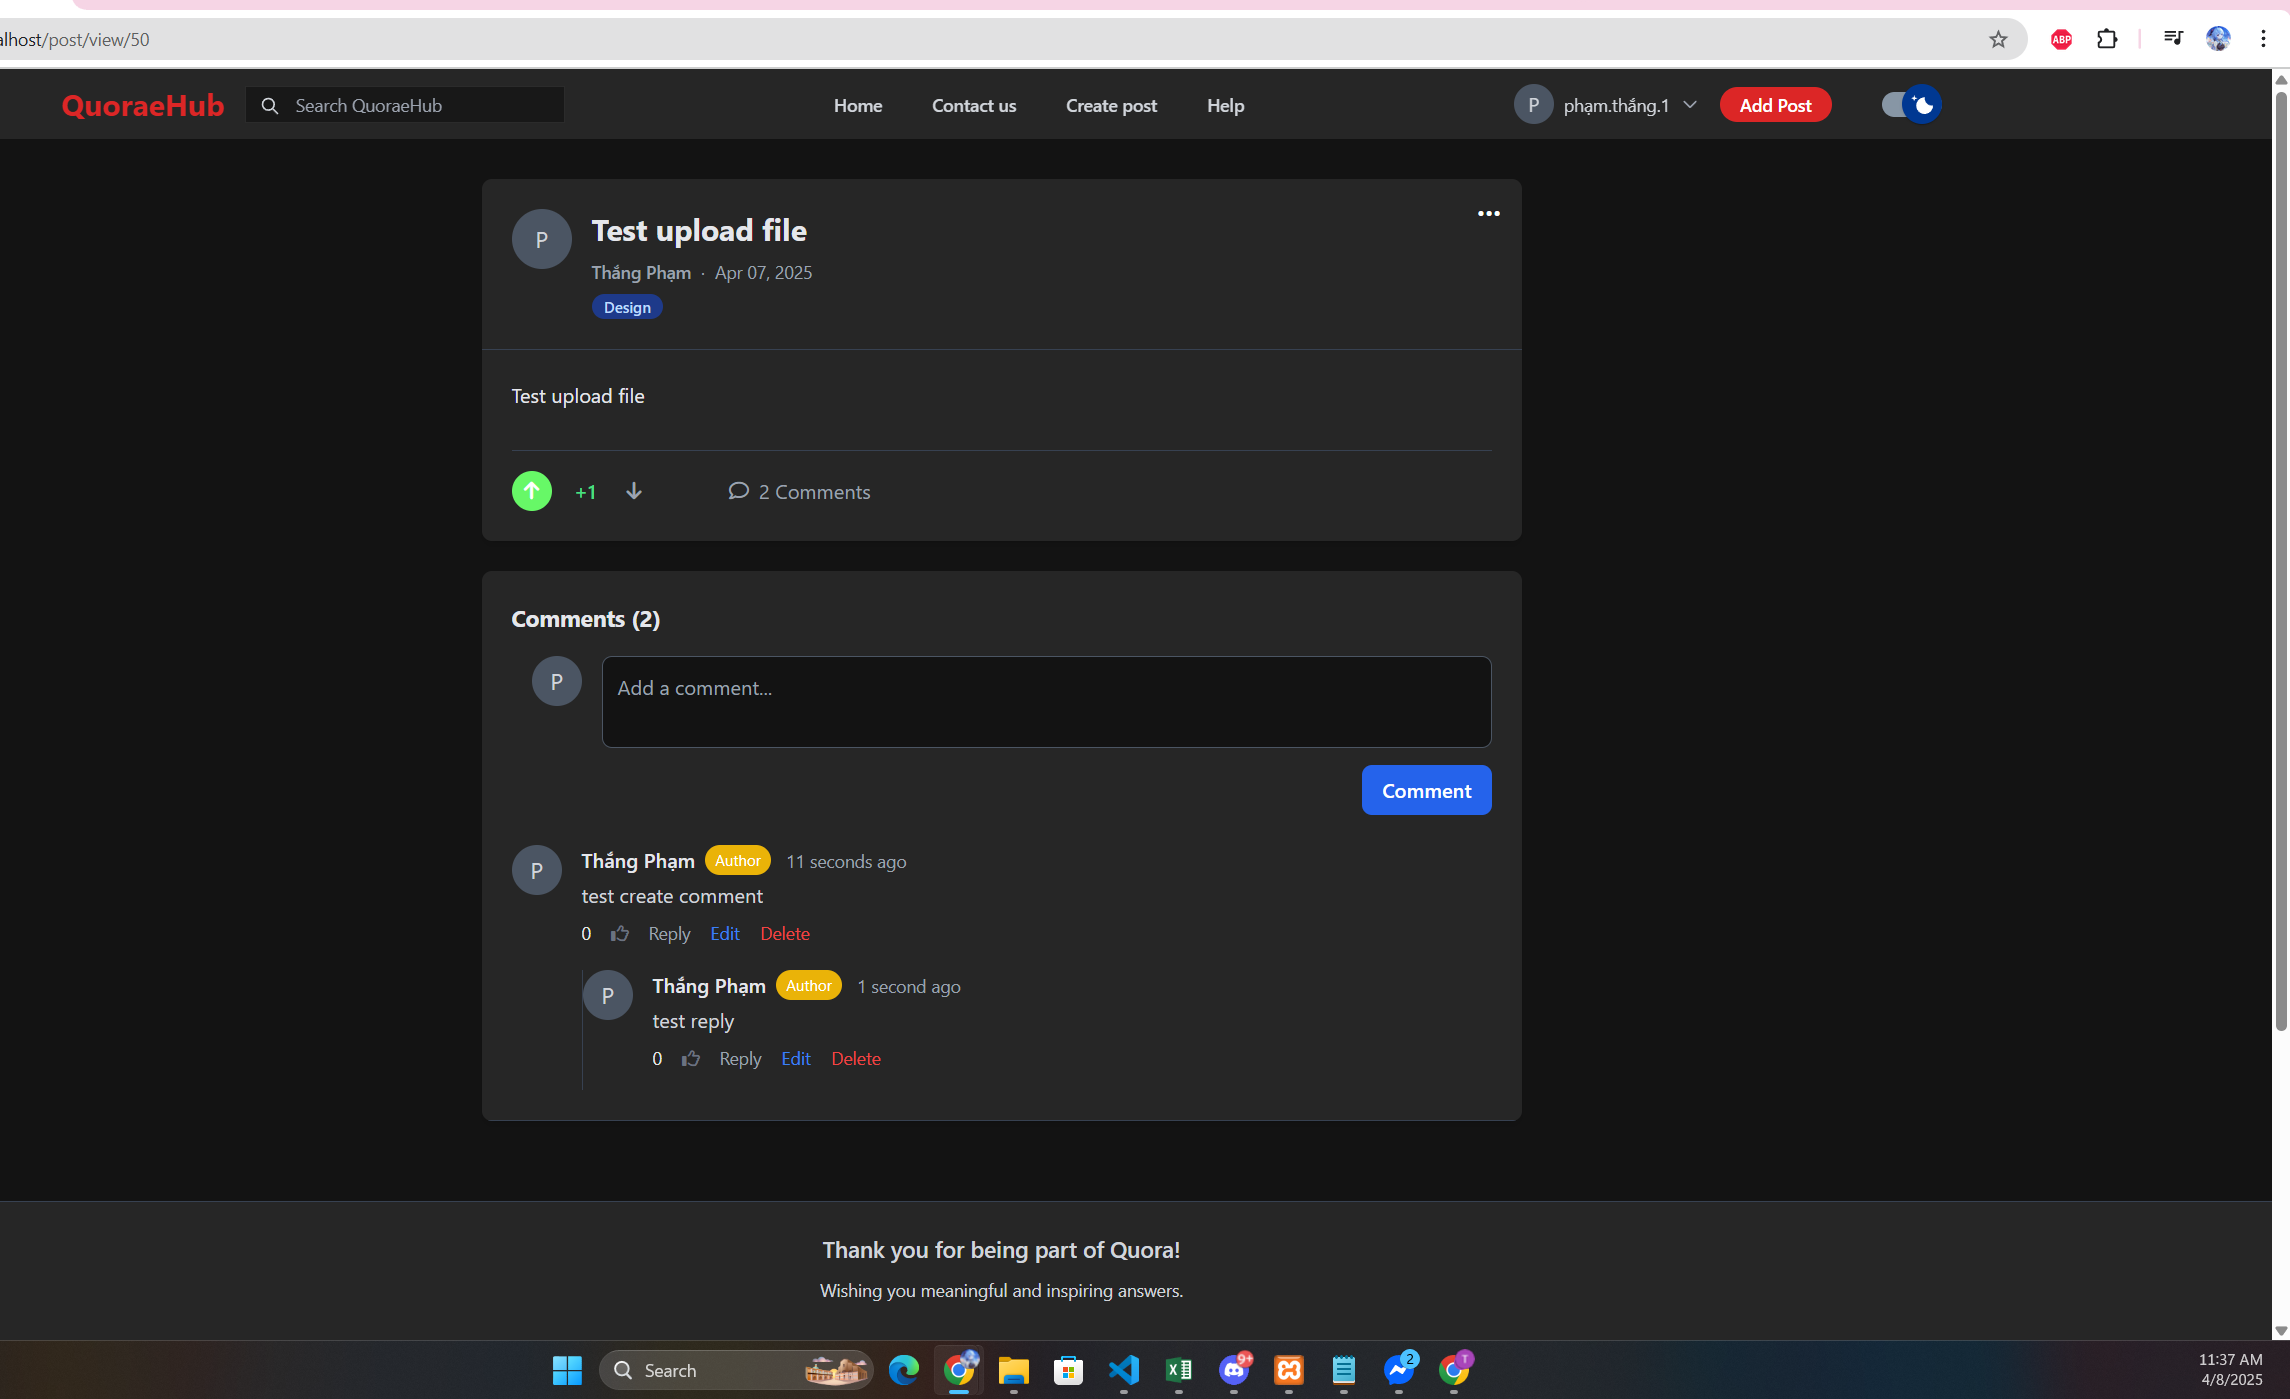 alhost/post/view/50
ABP
QuoraeHub
Search QuoraeHub
Home
Contact us
Create post
Help
P
phạm.thắng.1
Add Post
P
Test upload file
Thắng Phạm · Apr 07, 2025
Design
Test upload file
+1
2 Comments
Comments (2)
P
Add a comment...
Comment
P
Thắng Phạm Author 11 seconds ago
test create comment
0 Reply Edit Delete
P
Thắng Phạm Author 1 second ago
test reply
0 Reply Edit Delete
Thank you for being part of Quora!
Wishing you meaningful and inspiring answers.
Search
9+
2
T
11:37 AM
4/8/2025